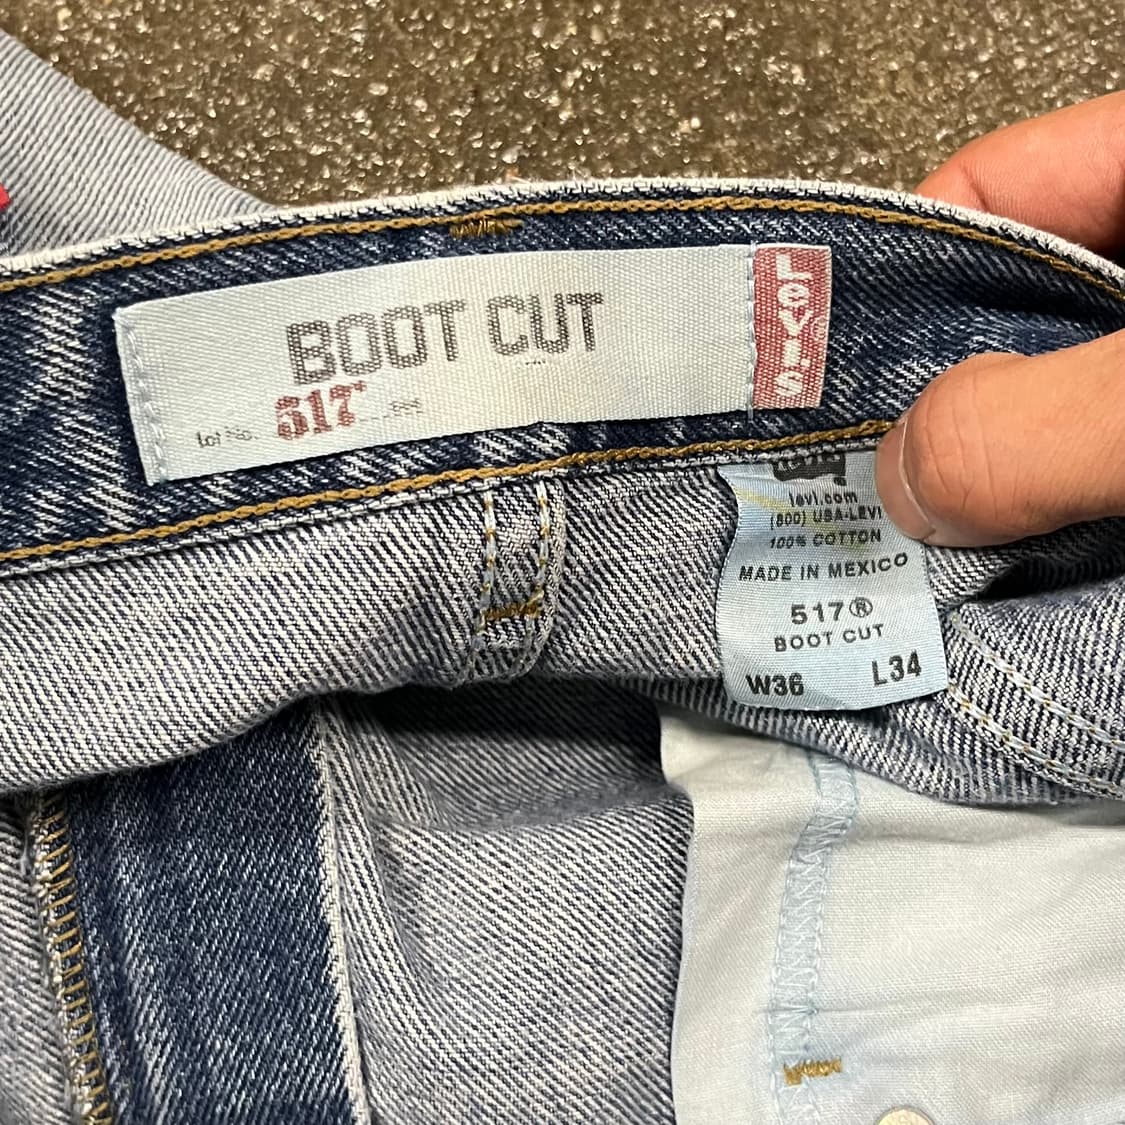 BOOT CUT
Lot No. 517*
LEVI'S
levi.com
(800) USA-LEVI
100% COTTON
MADE IN MEXICO
517®
BOOT CUT
W36 L34